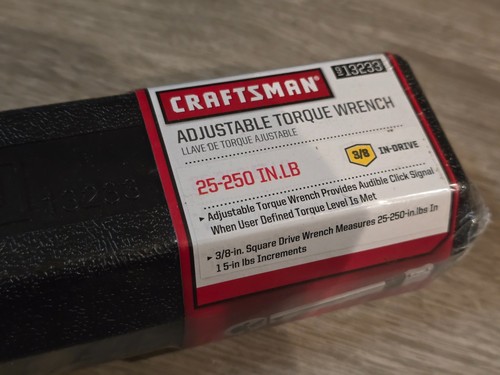 CRAFTSMAN®
913233
ADJUSTABLE TORQUE WRENCH
LLAVE DE TORQUE AJUSTABLE
3/8 IN-DRIVE
25-250 IN.LB
▸ Adjustable Torque Wrench Provides Audible Click Signal
When User Defined Torque Level Is Met
▸ 3/8-in. Square Drive Wrench Measures 25-250-in.lbs In
1 5-in lbs Increments